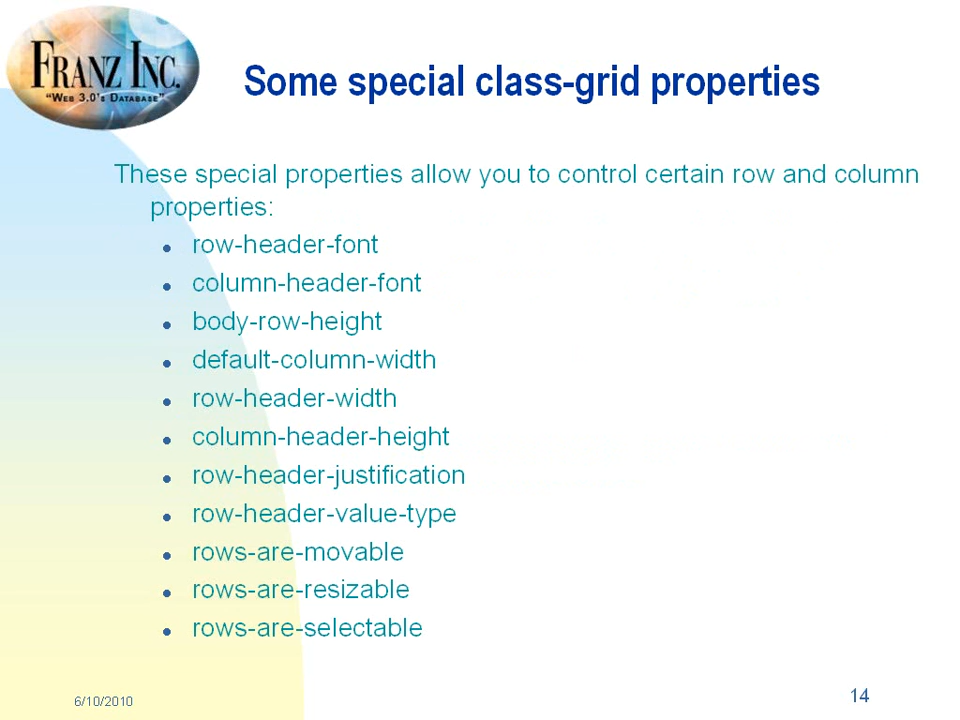 FRANZ INC.
"WEB 3.0'S DATABASE"
Some special class-grid properties
These special properties allow you to control certain row and column
properties:
row-header-font
column-header-font
body-row-height
default-column-width
row-header-width
column-header-height
row-header-justification
row-header-value-type
rows-are-movable
rows-are-resizable
rows-are-selectable
6/10/2010
14